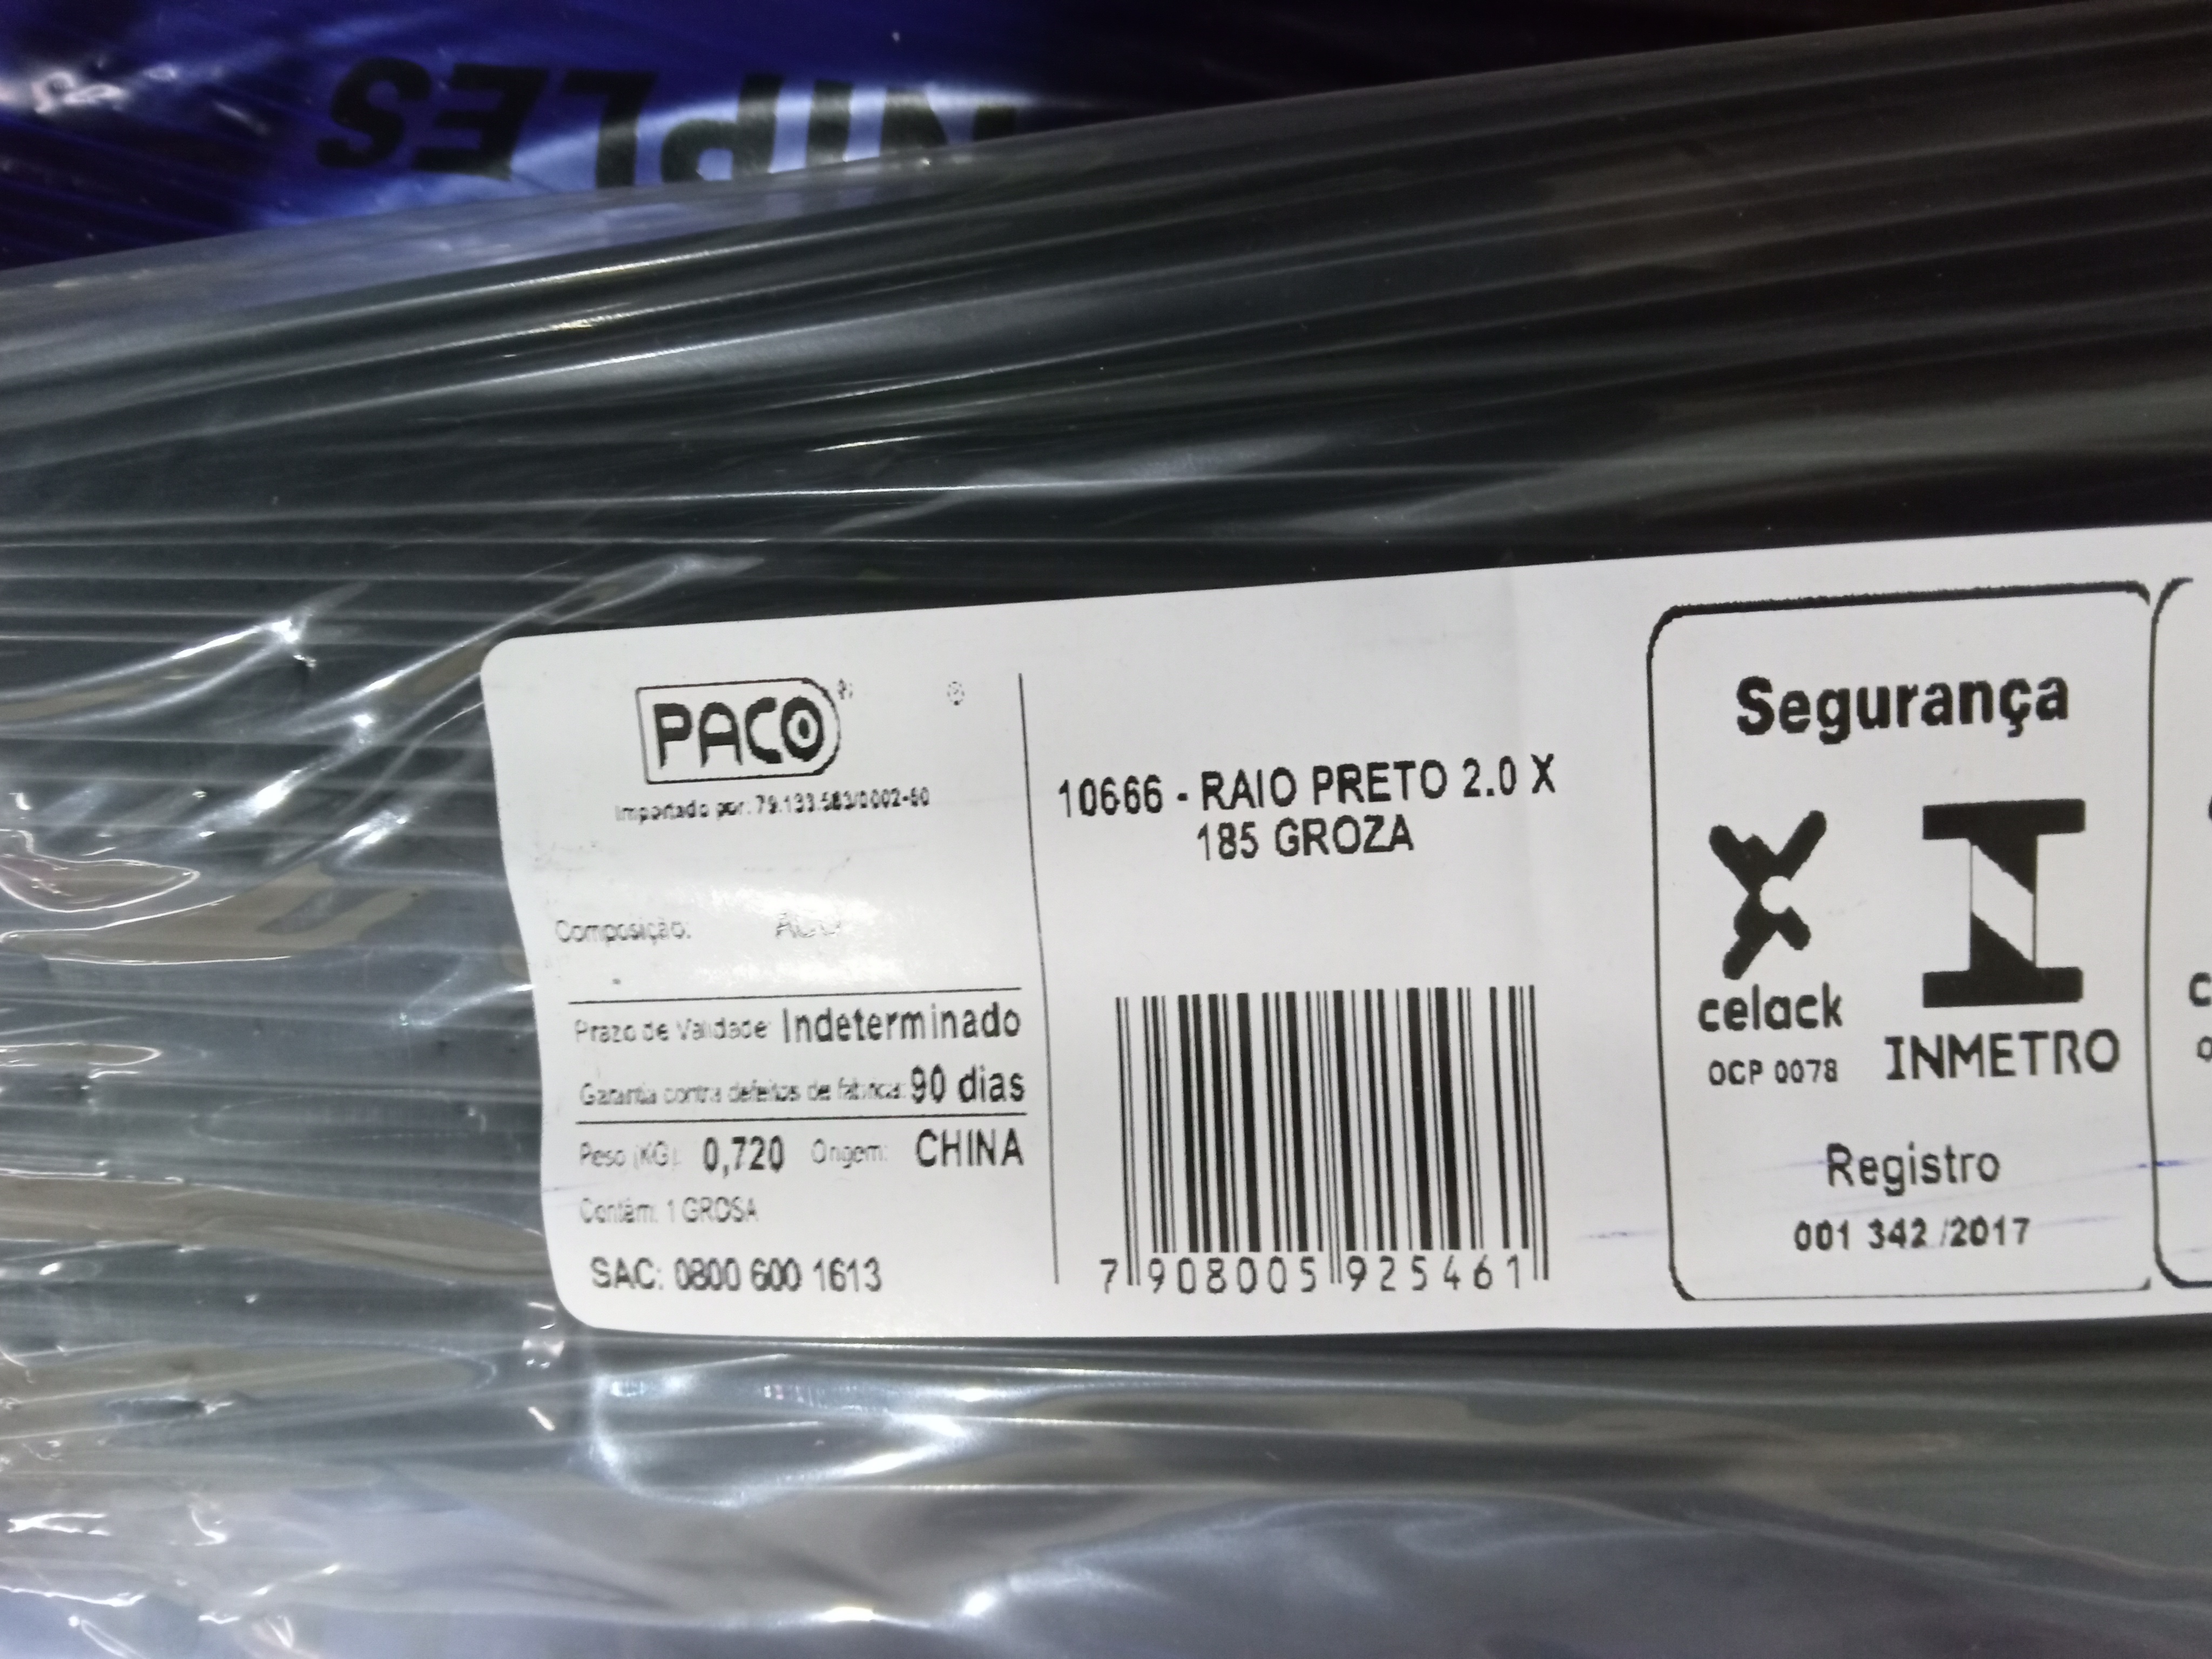 NIPLES
PACO
Importado por: 79.133.583/0002-60
10666 - RAIO PRETO 2.0 X
185 GROZA
Composição: AÇO
Prazo de Validade: Indeterminado
Garantia contra defeitos de fabrica: 90 dias
Peso (KG): 0,720 Origem: CHINA
Contém: 1 GROSA
SAC: 0800 600 1613
7 908005 925461
Segurança
celack
OCP 0078
INMETRO
Registro
001 342 /2017